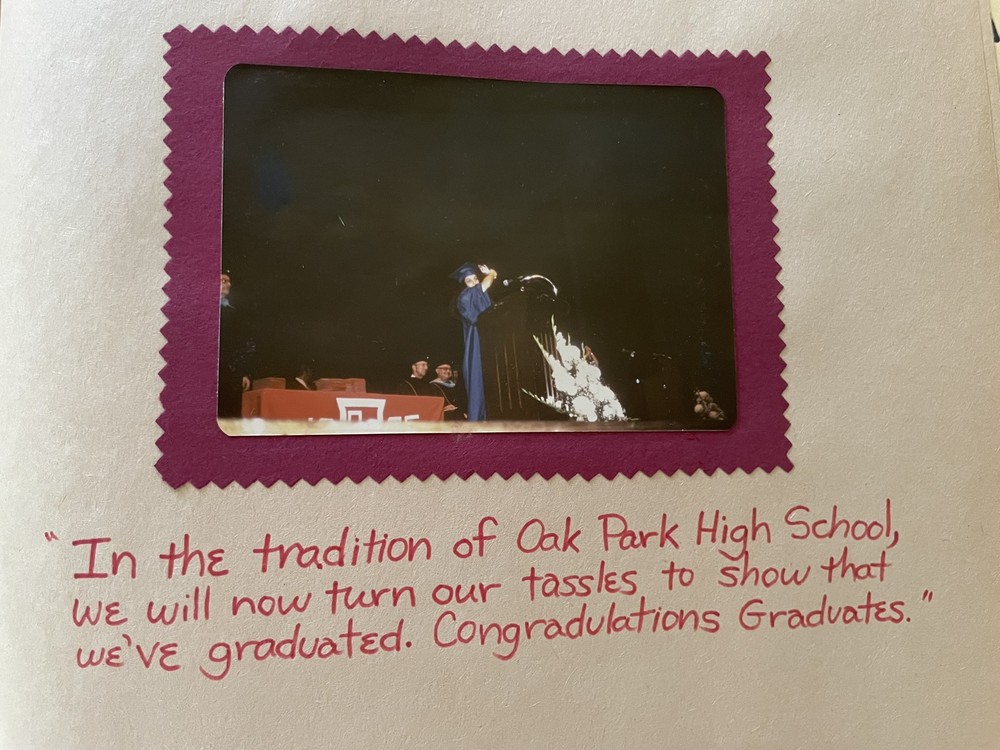 "In the tradition of Oak Park High School,
we will now turn our tassles to show that
we've graduated. Congradulations Graduates."